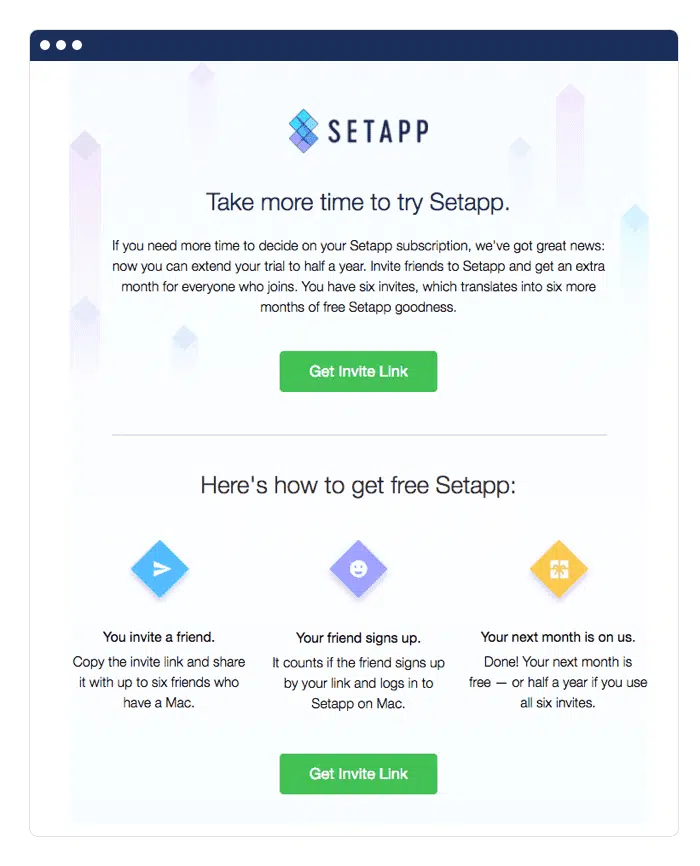 SETAPP
Take more time to try Setapp.
If you need more time to decide on your Setapp subscription, we've got great news:
now you can extend your trial to half a year. Invite friends to Setapp and get an extra
month for everyone who joins. You have six invites, which translates into six more
months of free Setapp goodness.
Get Invite Link
Here's how to get free Setapp:
You invite a friend.
Copy the invite link and share
it with up to six friends who
have a Mac.
Your friend signs up.
It counts if the friend signs up
by your link and logs in to
Setapp on Mac.
Your next month is on us.
Done! Your next month is
free — or half a year if you use
all six invites.
Get Invite Link